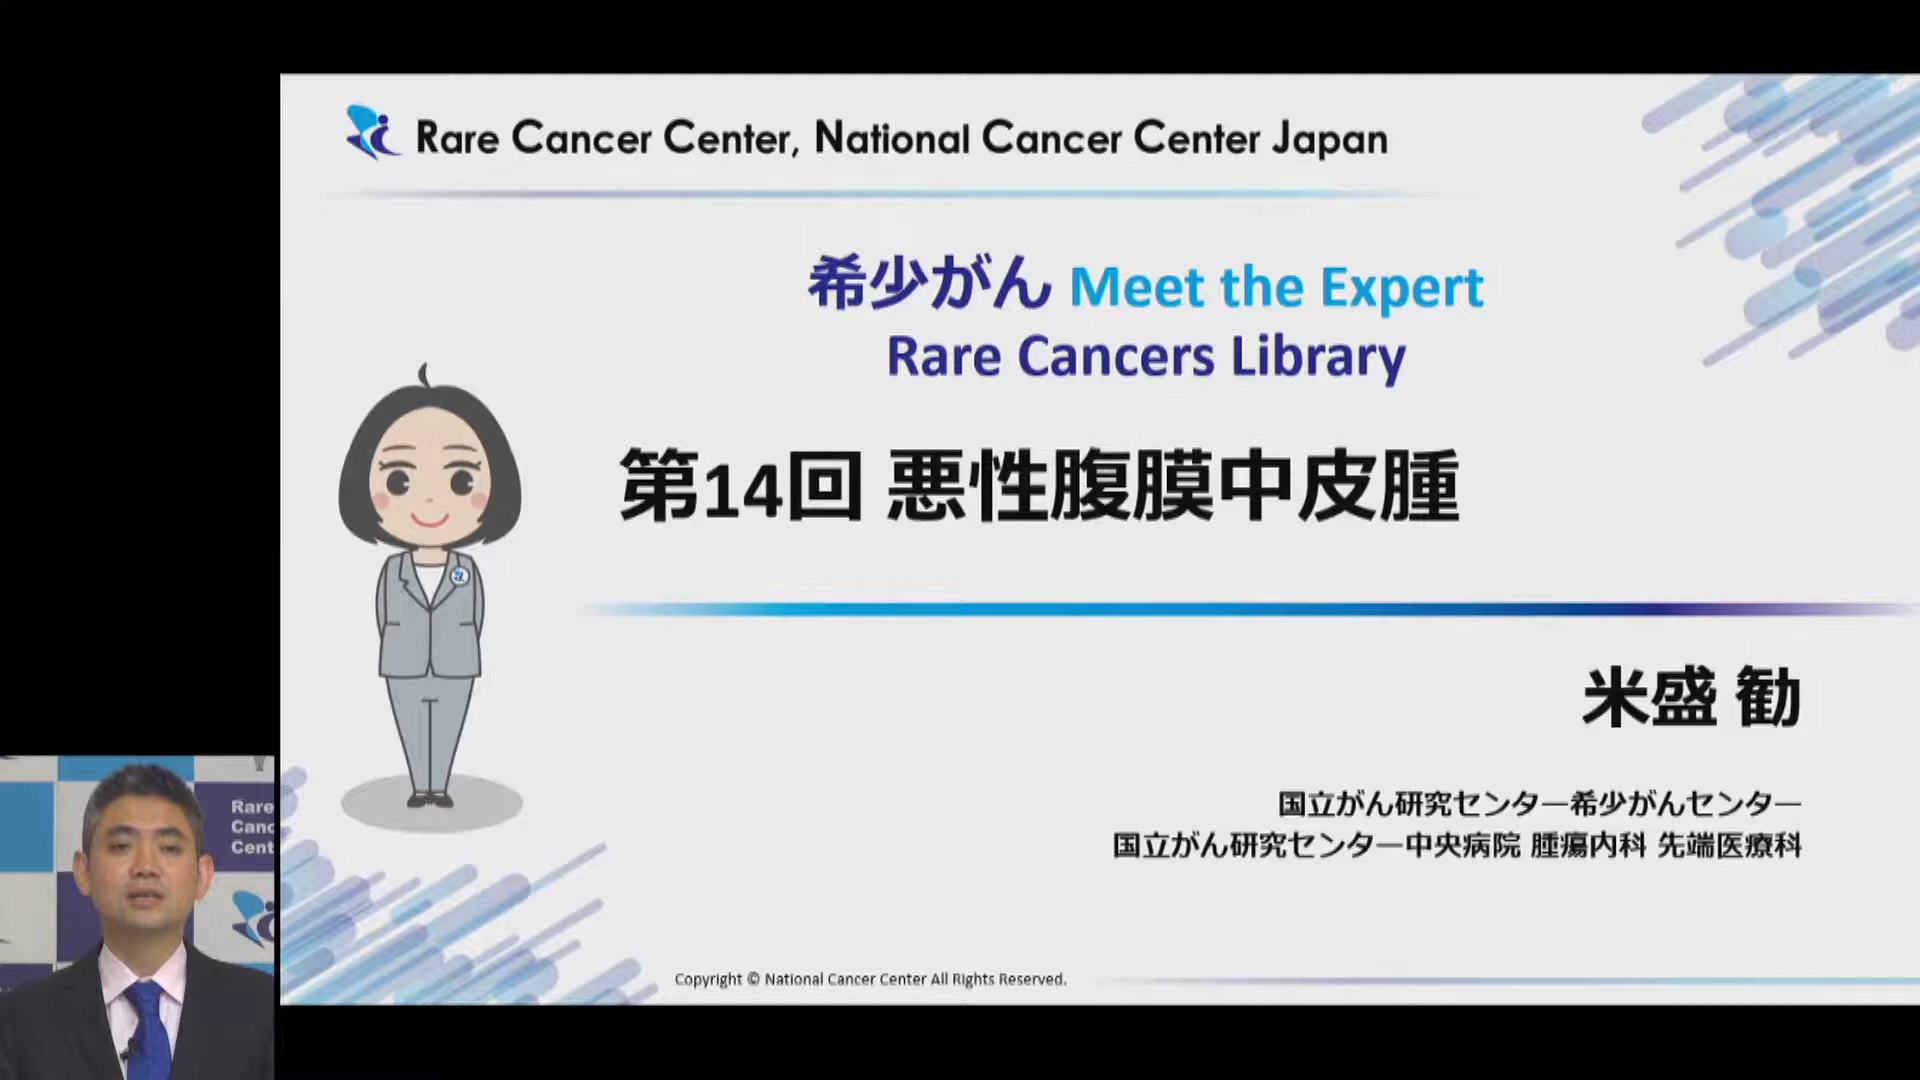 Rare Cancer Center, National Cancer Center Japan
希少がん Meet the Expert
Rare Cancers Library
第14回 悪性腹膜中皮腫
米盛 勧
国立がん研究センター希少がんセンター
国立がん研究センター中央病院 腫瘍内科 先端医療科
Copyright © National Cancer Center All Rights Reserved.
Rare
Canc
Cent